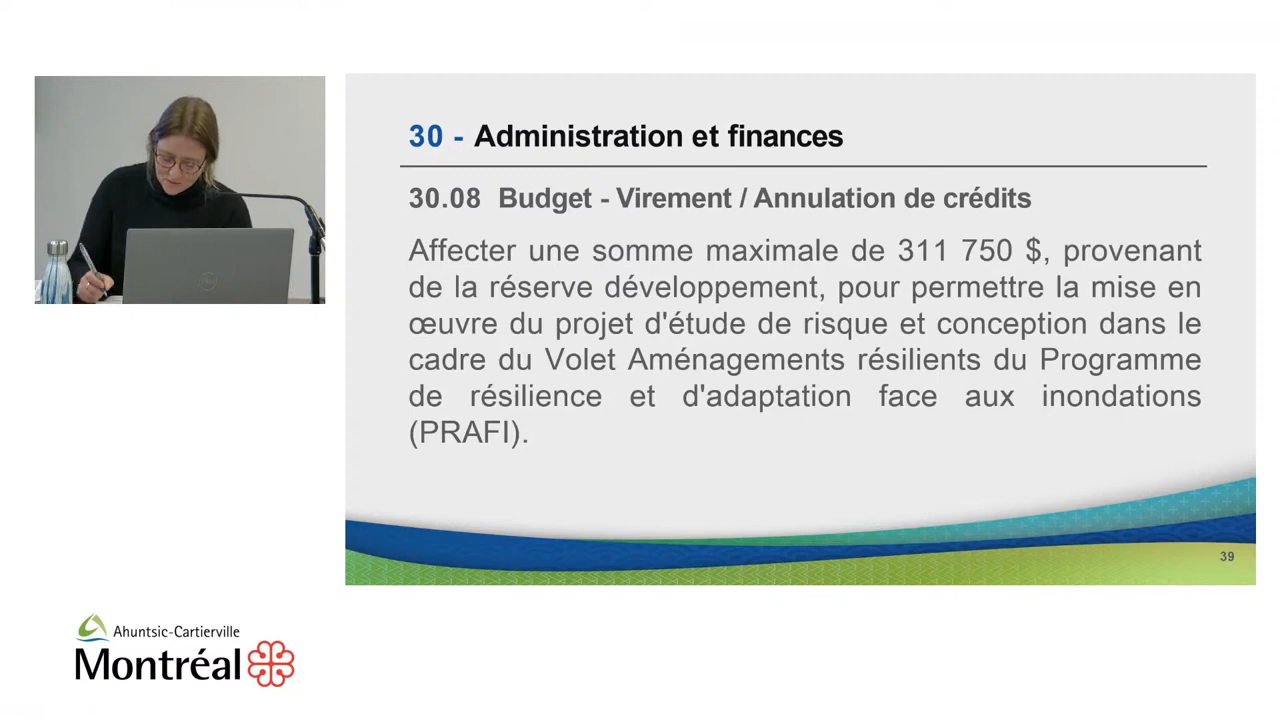 30 - Administration et finances
30.08 Budget - Virement / Annulation de crédits
Affecter une somme maximale de 311 750 $, provenant
de la réserve développement, pour permettre la mise en
œuvre du projet d'étude de risque et conception dans le
cadre du Volet Aménagements résilients du Programme
de résilience et d'adaptation face aux inondations
(PRAFI).
39
Ahuntsic-Cartierville
Montréal